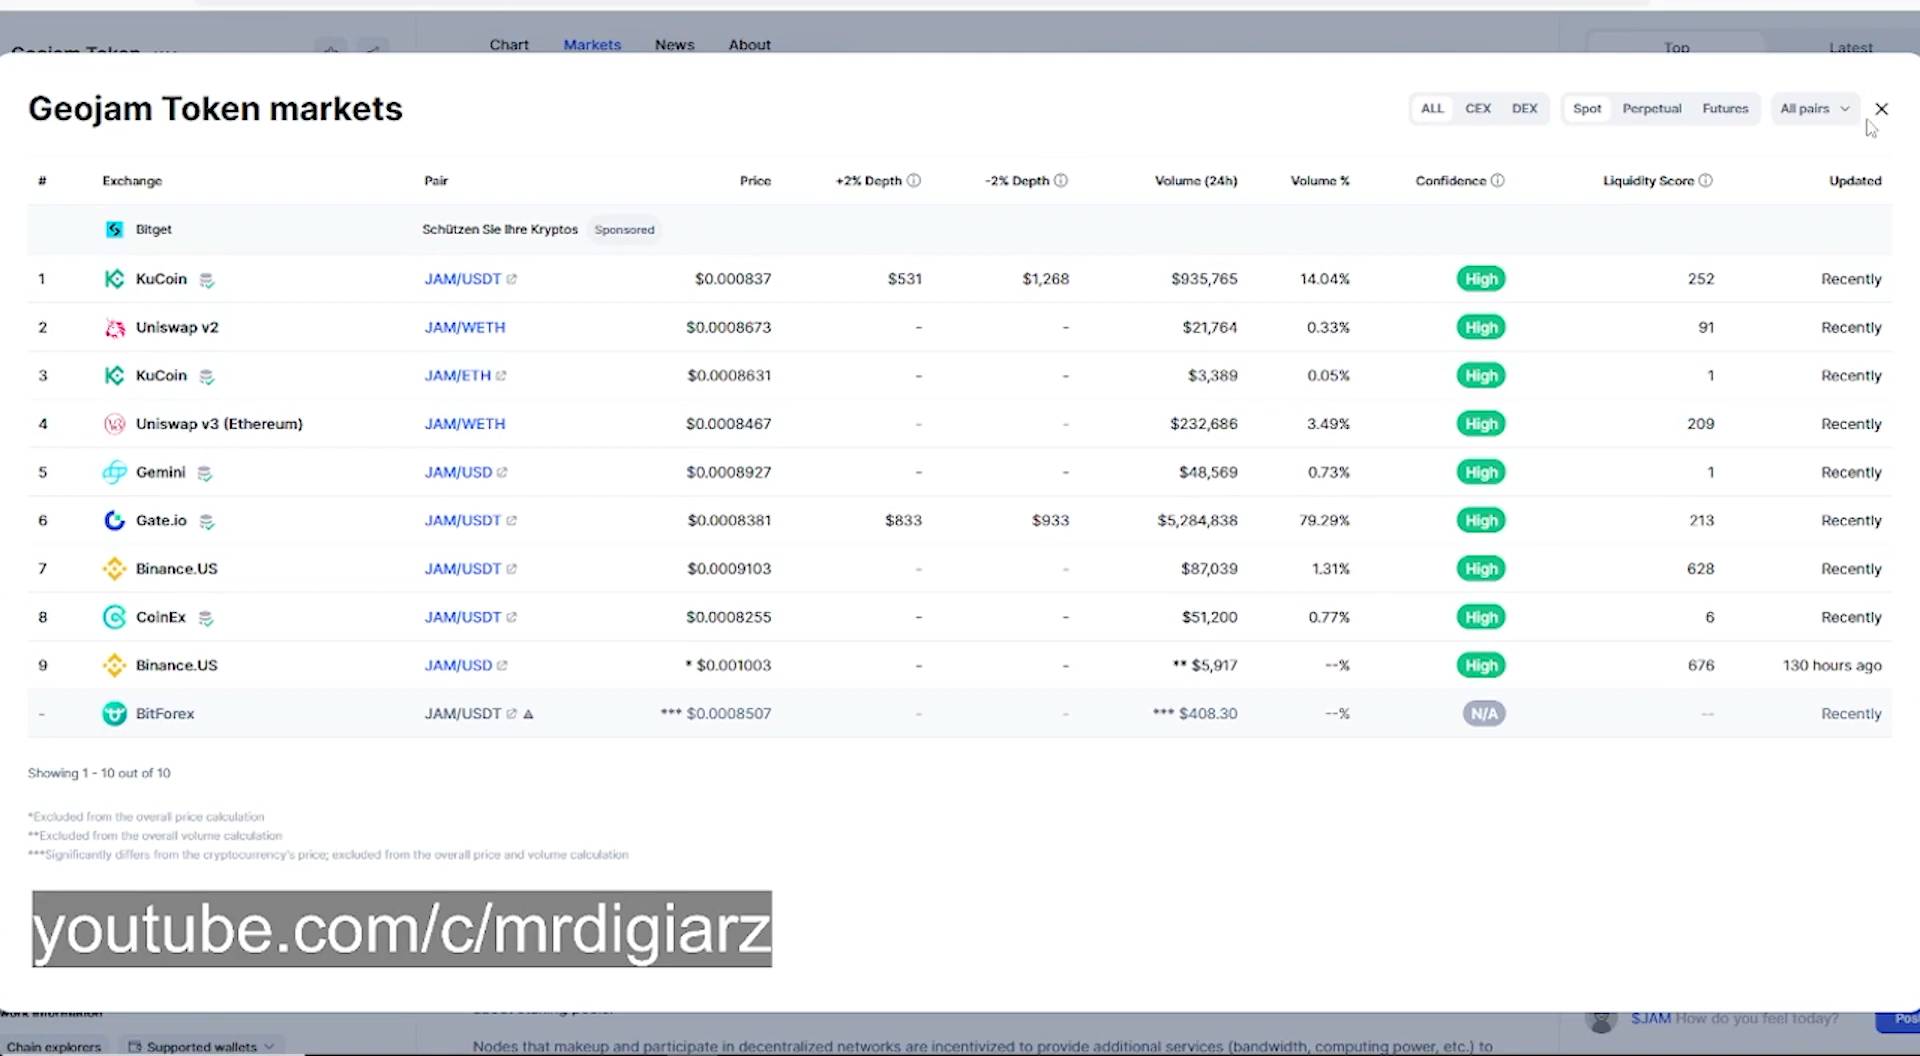 Geojam Token
Chart Markets News About
Top Latest
Geojam Token markets
ALL CEX DEX Spot Perpetual Futures All pairs
# Exchange Pair Price +2% Depth -2% Depth Volume (24h) Volume % Confidence Liquidity Score Updated
Bitget Schützen Sie Ihre Kryptos Sponsored
1 KuCoin JAM/USDT $0.000837 $531 $1,268 $935,765 14.04% High 252 Recently
2 Uniswap v2 JAM/WETH $0.0008673 - - $21,764 0.33% High 91 Recently
3 KuCoin JAM/ETH $0.0008631 - - $3,389 0.05% High 1 Recently
4 Uniswap v3 (Ethereum) JAM/WETH $0.0008467 - - $232,686 3.49% High 209 Recently
5 Gemini JAM/USD $0.0008927 - - $48,569 0.73% High 1 Recently
6 Gate.io JAM/USDT $0.0008381 $833 $933 $5,284,838 79.29% High 213 Recently
7 Binance.US JAM/USDT $0.0009103 - - $87,039 1.31% High 628 Recently
8 CoinEx JAM/USDT $0.0008255 - - $51,200 0.77% High 6 Recently
9 Binance.US JAM/USD * $0.001003 - - ** $5,917 --% High 676 130 hours ago
- BitForex JAM/USDT *** $0.0008507 - - *** $408.30 --% N/A -- Recently
Showing 1 - 10 out of 10
*Excluded from the overall price calculation
**Excluded from the overall volume calculation
***Significantly differs from the cryptocurrency's price; excluded from the overall price and volume calculation
youtube.com/c/mrdigiarz
$JAM How do you feel today? Pos
Chain explorers Supported wallets
Nodes that makeup and participate in decentralized networks are incentivized to provide additional services (bandwidth, computing power, etc.) to